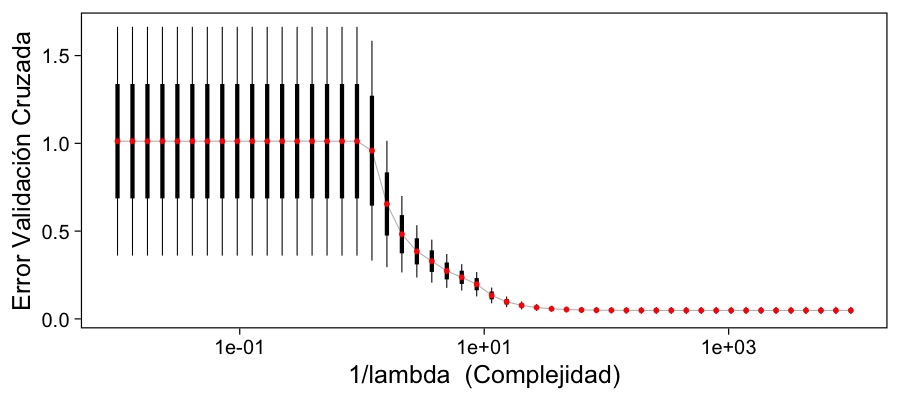 Error Validación Cruzada
1.5
1.0
0.5
0.0
1e-01
1e+01
1e+03
1/lambda  (Complejidad)